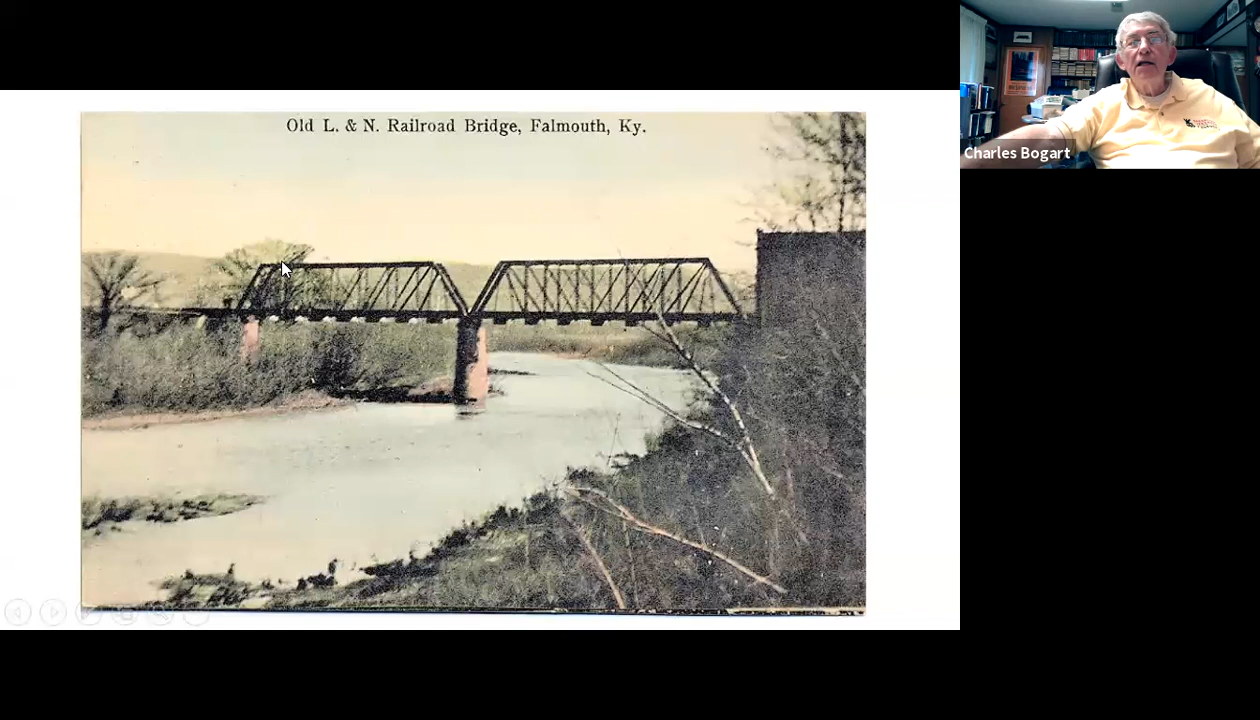 Old L. & N. Railroad Bridge, Falmouth, Ky.
Charles Bogart